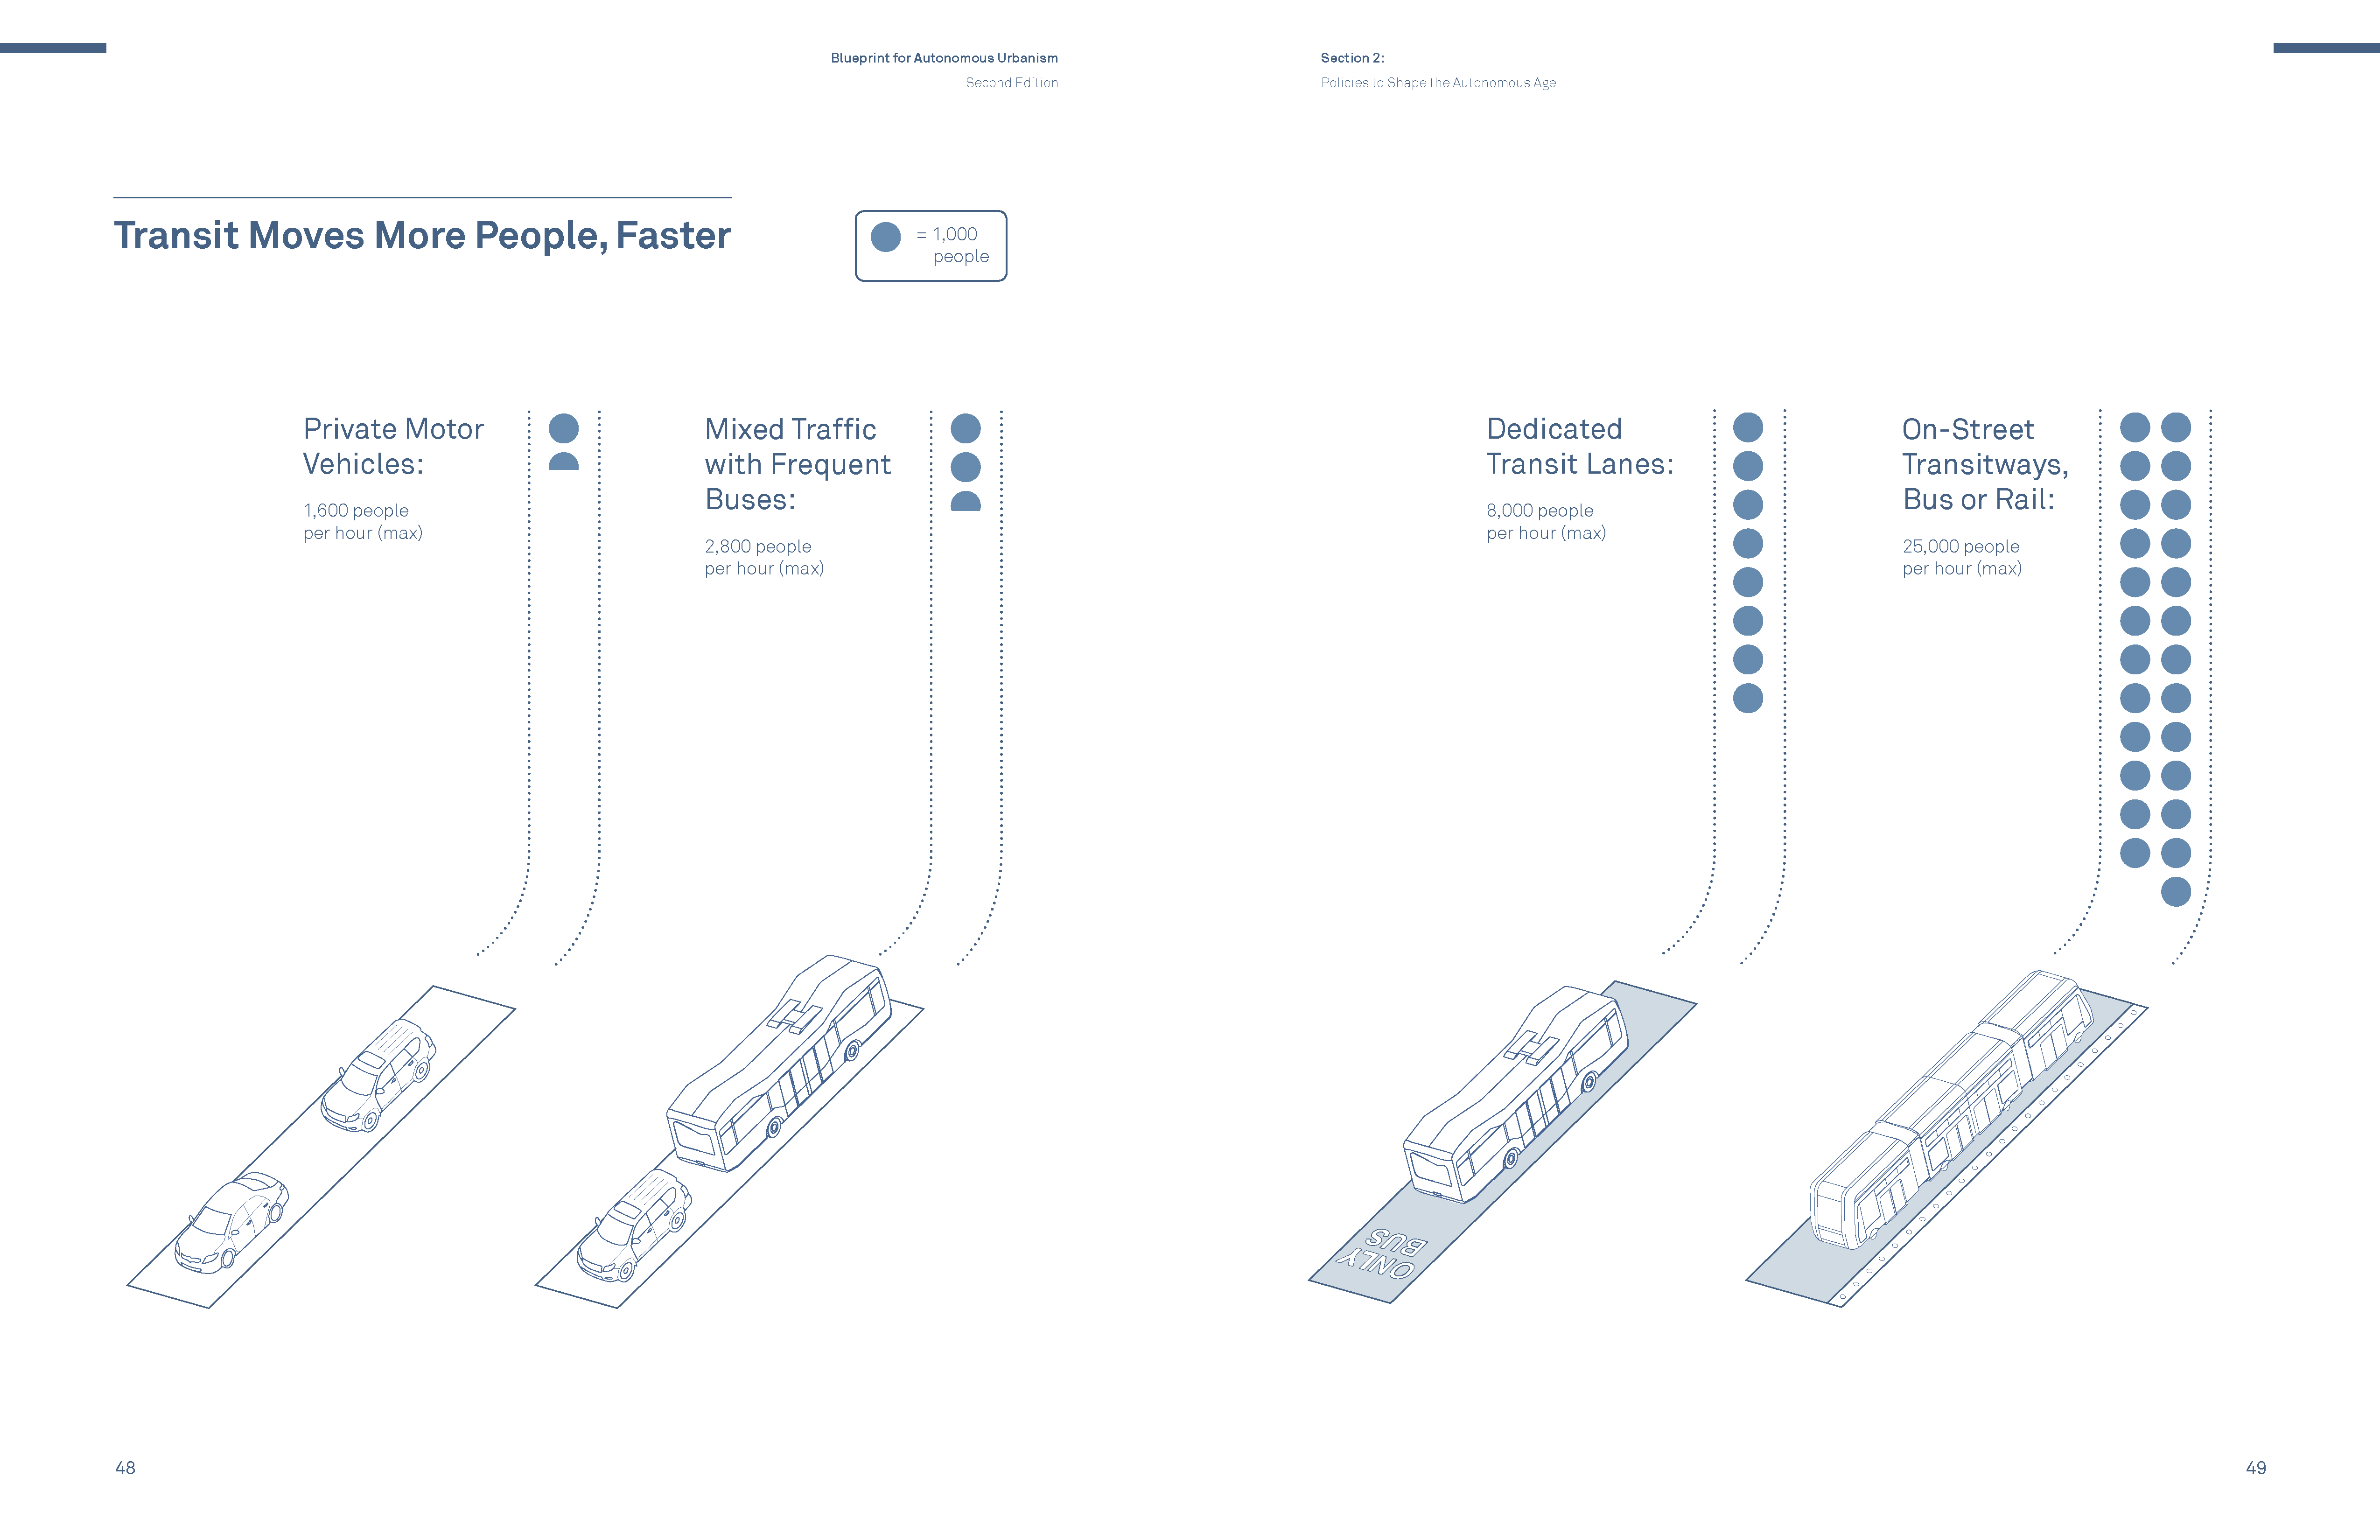 Blueprint for Autonomous Urbanism
Second Edition
Section 2:
Policies to Shape the Autonomous Age
Transit Moves More People, Faster
= 1,000
people
Private Motor
Vehicles:
1,600 people
per hour (max)
Mixed Traffic
with Frequent
Buses:
2,800 people
per hour (max)
Dedicated
Transit Lanes:
8,000 people
per hour (max)
On-Street
Transitways,
Bus or Rail:
25,000 people
per hour (max)
BUS
ONLY
48
49